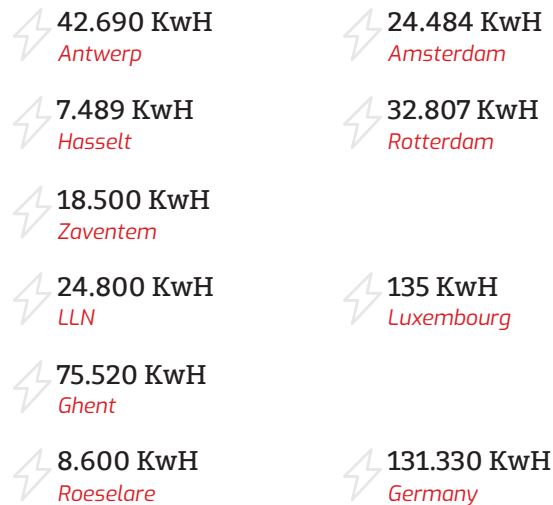 42.690 KwH
Antwerp
24.484 KwH
Amsterdam
7.489 KwH
Hasselt
32.807 KwH
Rotterdam
18.500 KwH
Zaventem
24.800 KwH
LLN
135 KwH
Luxembourg
75.520 KwH
Ghent
8.600 KwH
Roeselare
131.330 KwH
Germany